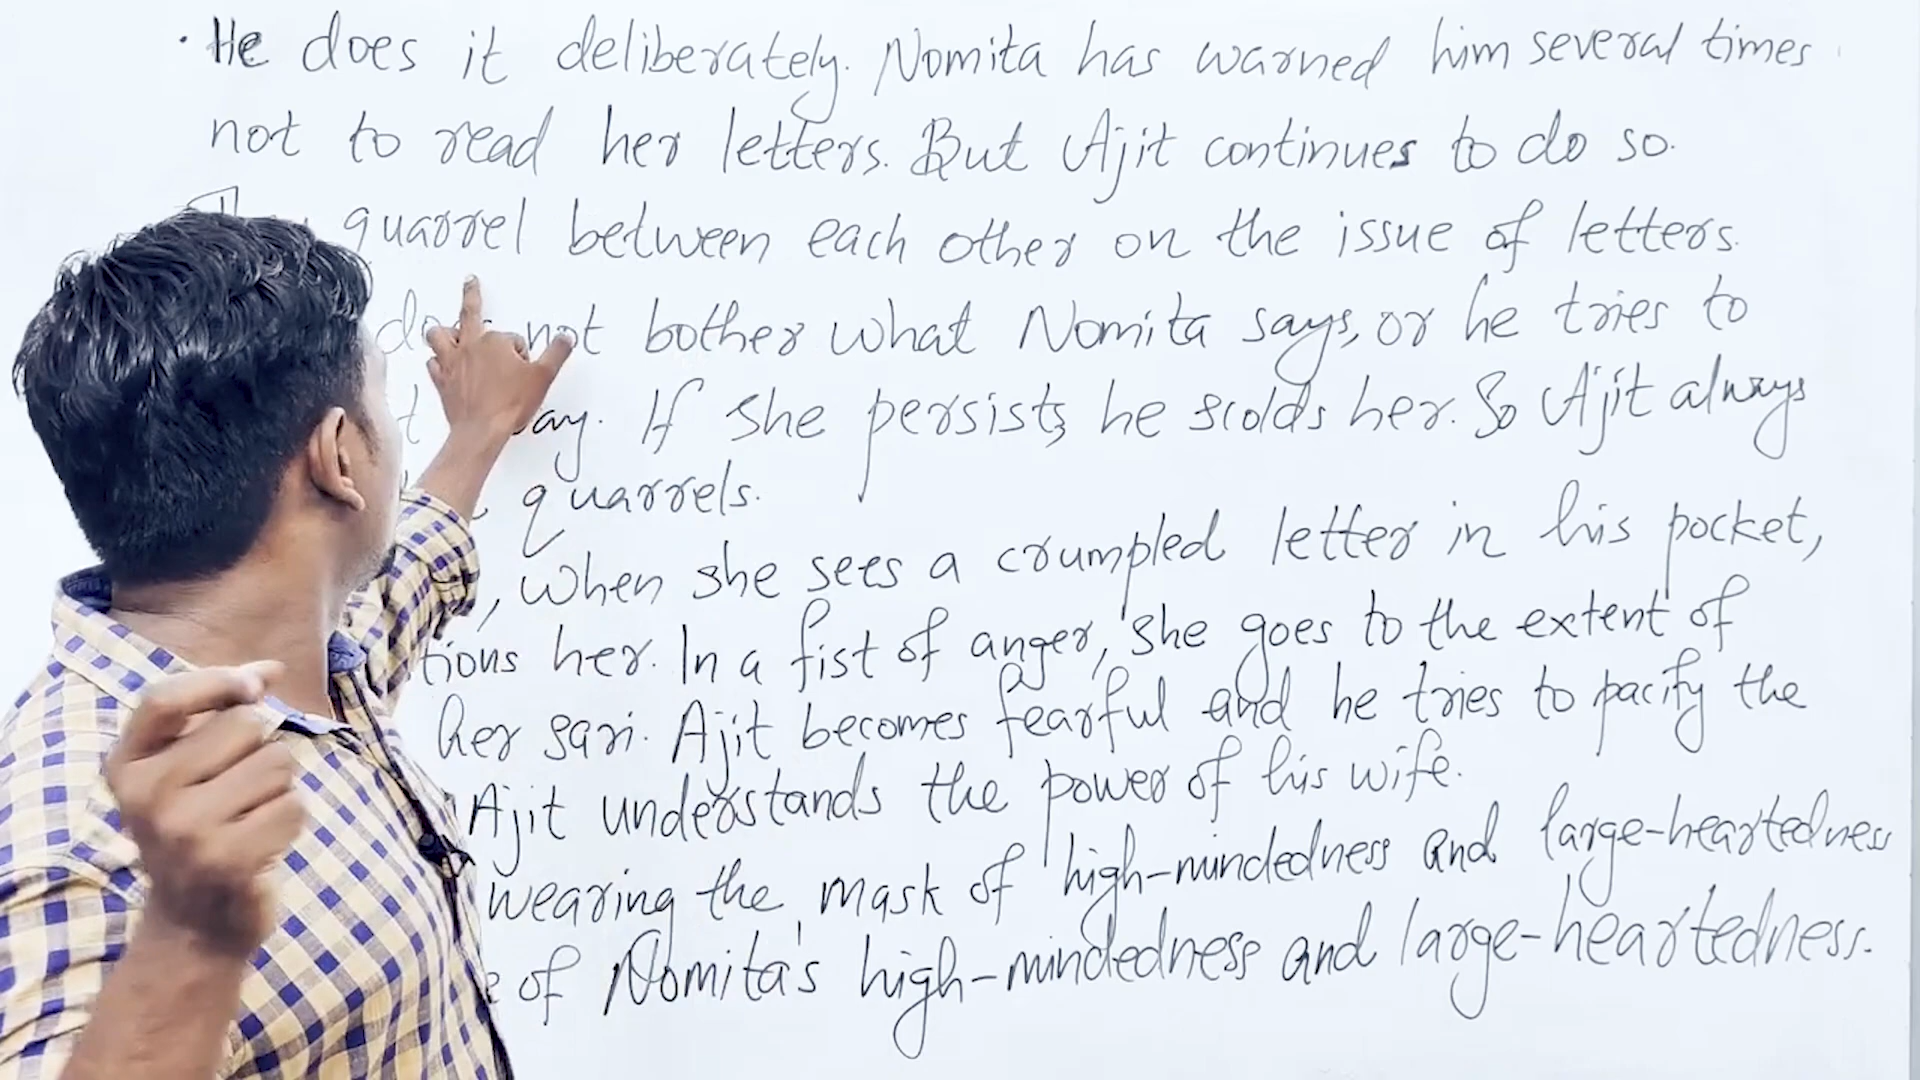 • He does it deliberately. Nomita has warned him several times
not to read her letters. But Ajit continues to do so.
quarrel between each other on the issue of letters.
not bother what Nomita says, or he tries to
If she persists, he scolds her. So Ajit always
quarrels.
, when she sees a crumpled letter in his pocket,
tions her. In a fist of anger, she goes to the extent of
her sari. Ajit becomes fearful and he tries to pacify the
Ajit understands the power of his wife.
wearing the mask of high-mindedness and large-heartedness
of Nomita's high-mindedness and large-heartedness.